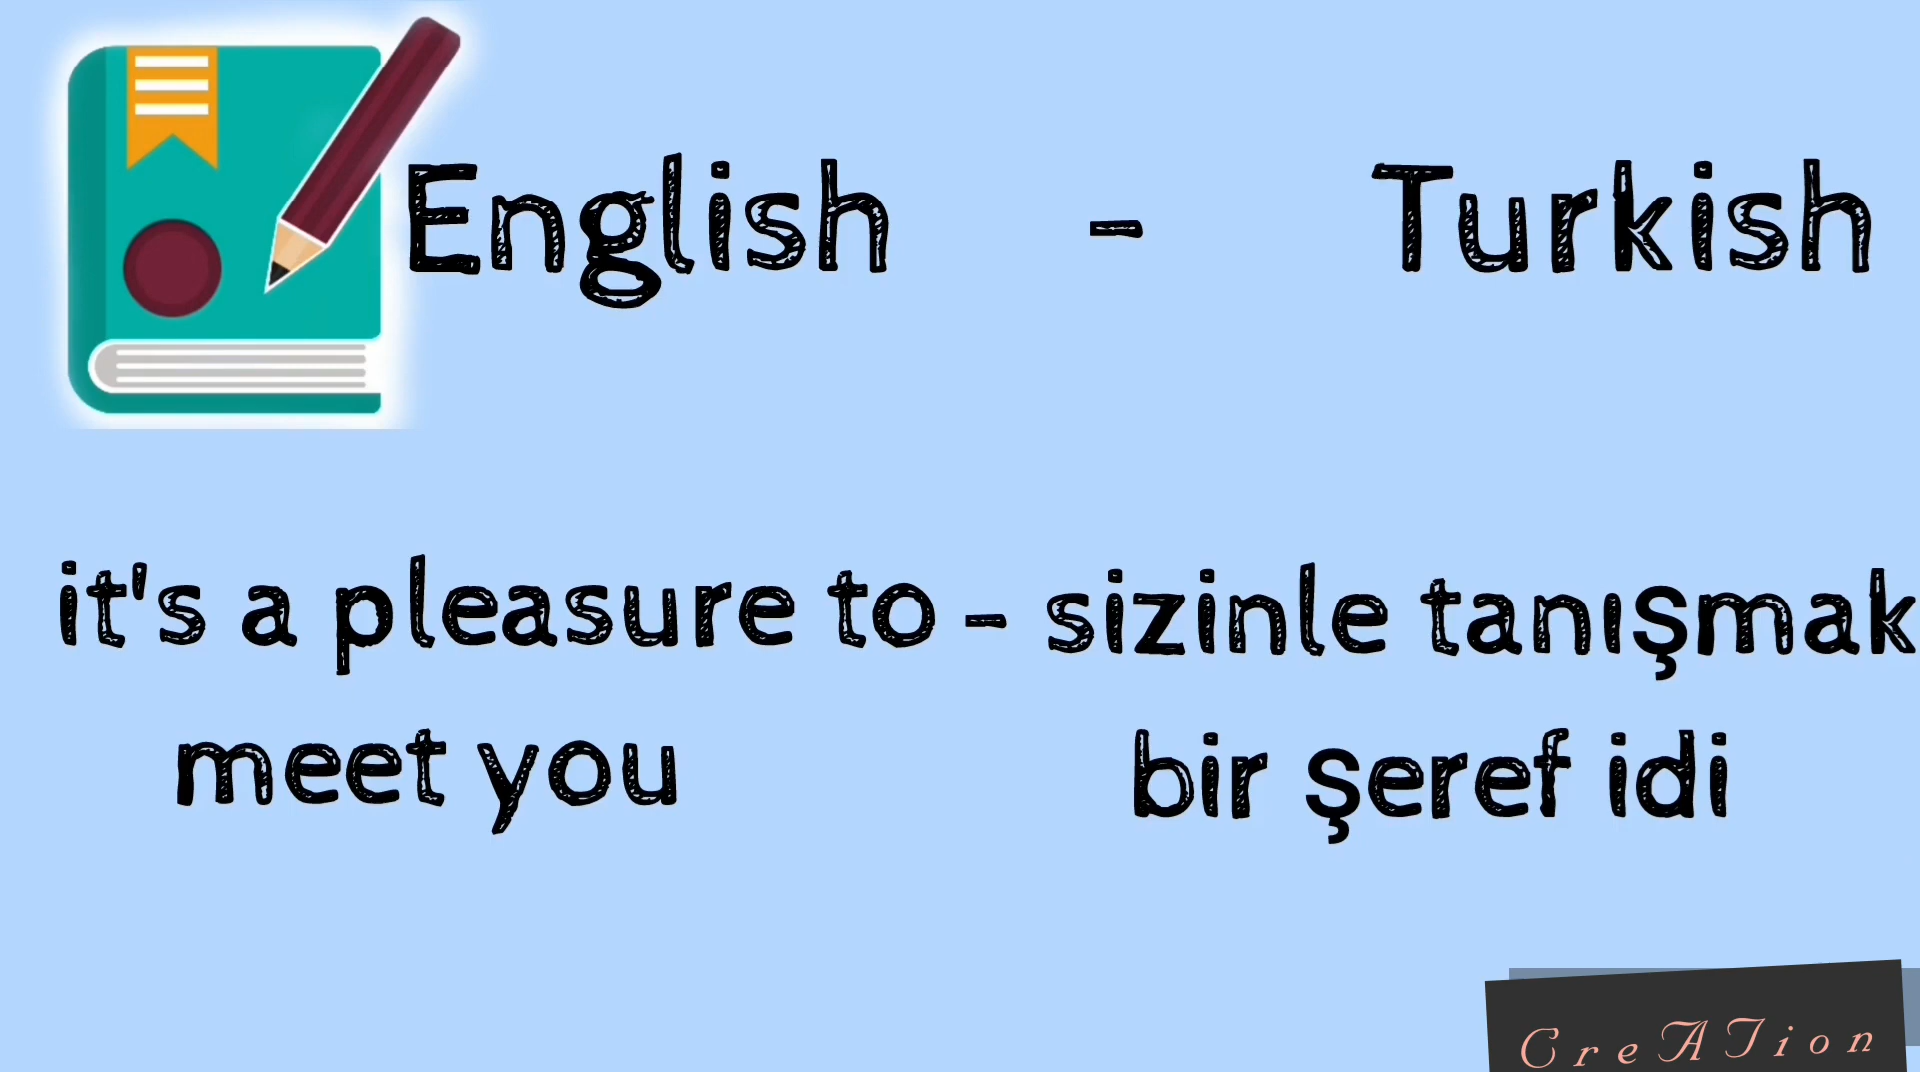 English - Turkish
it's a pleasure to - sizinle tanışmak
meet you bir şeref idi
CreATion